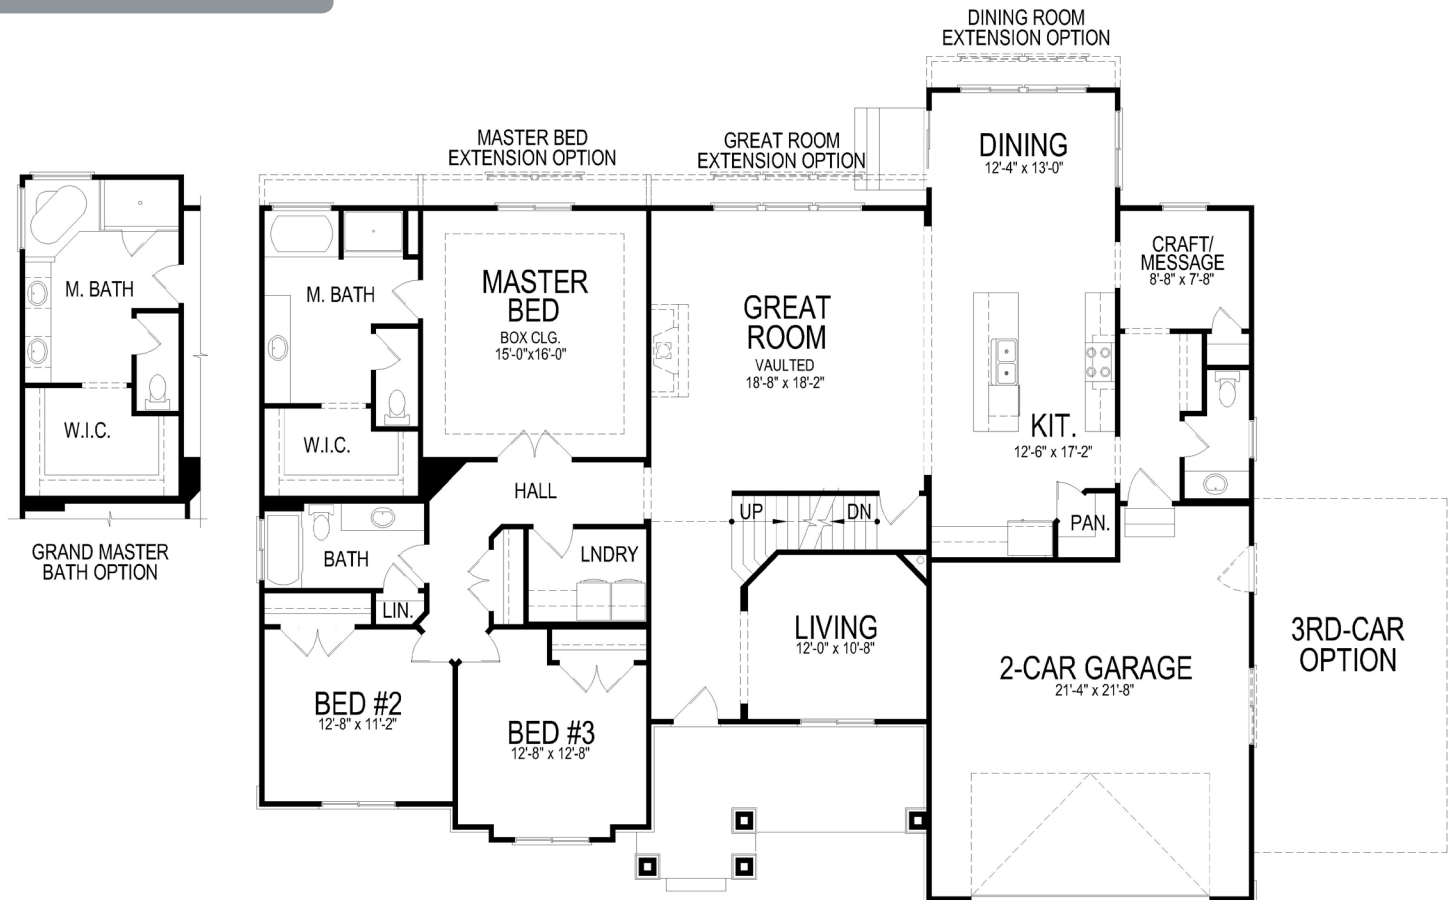 DINING ROOM
EXTENSION OPTION
MASTER BED
EXTENSION OPTION
GREAT ROOM
EXTENSION OPTION
DINING
12'-4" x 13'-0"
M. BATH
W.I.C.
GRAND MASTER
BATH OPTION
M. BATH
W.I.C.
MASTER
BED
BOX CLG.
15'-0"x16'-0"
GREAT
ROOM
VAULTED
18'-8" x 18'-2"
CRAFT/
MESSAGE
8'-8" x 7'-8"
KIT.
12'-6" x 17'-2"
HALL
UP
DN
PAN.
BATH
LNDRY
LIN.
LIVING
12'-0" x 10'-8"
BED #2
12'-8" x 11'-2"
BED #3
12'-8" x 12'-8"
2-CAR GARAGE
21'-4" x 21'-8"
3RD-CAR
OPTION